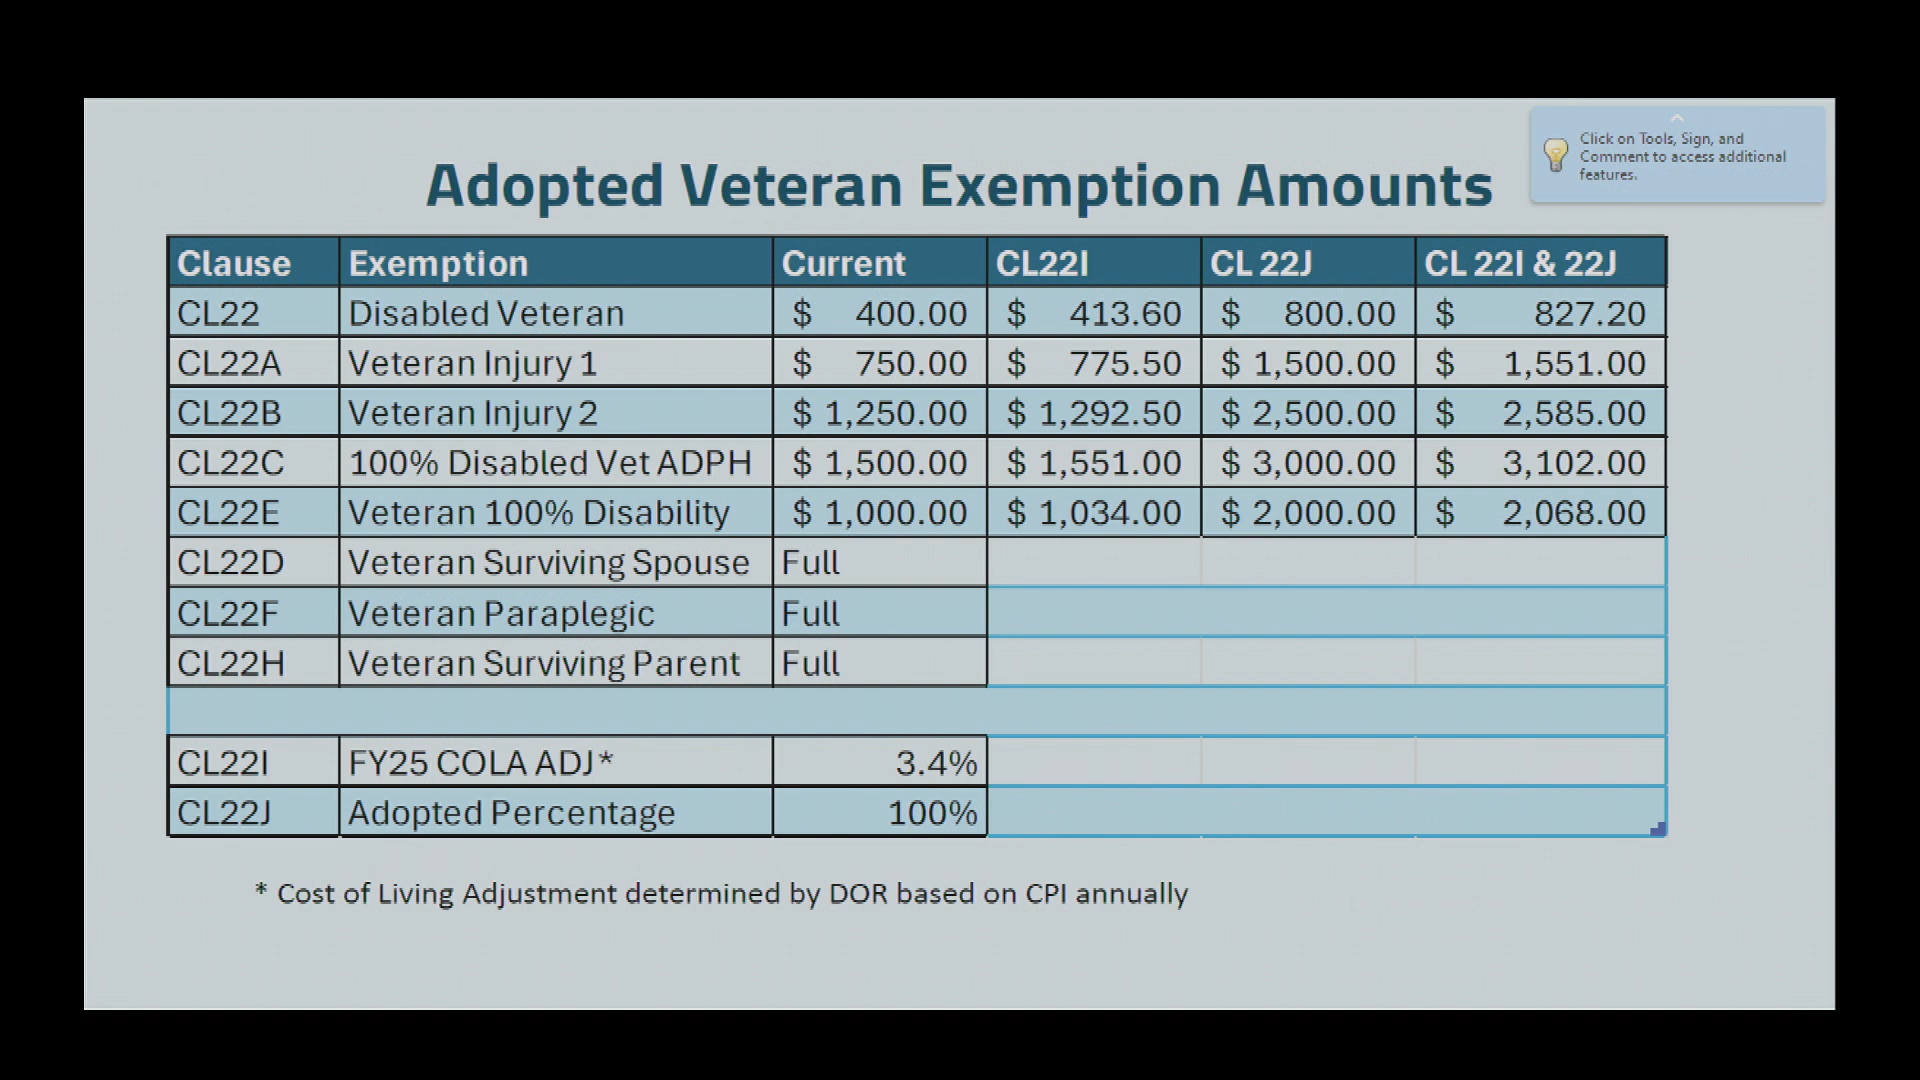 Click on Tools, Sign, and
Comment to access additional
features.
Adopted Veteran Exemption Amounts
Clause Exemption Current CL22I CL 22J CL 22I & 22J
CL22 Disabled Veteran $ 400.00 $ 413.60 $ 800.00 $ 827.20
CL22A Veteran Injury 1 $ 750.00 $ 775.50 $ 1,500.00 $ 1,551.00
CL22B Veteran Injury 2 $ 1,250.00 $ 1,292.50 $ 2,500.00 $ 2,585.00
CL22C 100% Disabled Vet ADPH $ 1,500.00 $ 1,551.00 $ 3,000.00 $ 3,102.00
CL22E Veteran 100% Disability $ 1,000.00 $ 1,034.00 $ 2,000.00 $ 2,068.00
CL22D Veteran Surviving Spouse Full
CL22F Veteran Paraplegic Full
CL22H Veteran Surviving Parent Full
CL22I FY25 COLA ADJ* 3.4%
CL22J Adopted Percentage 100%
* Cost of Living Adjustment determined by DOR based on CPI annually